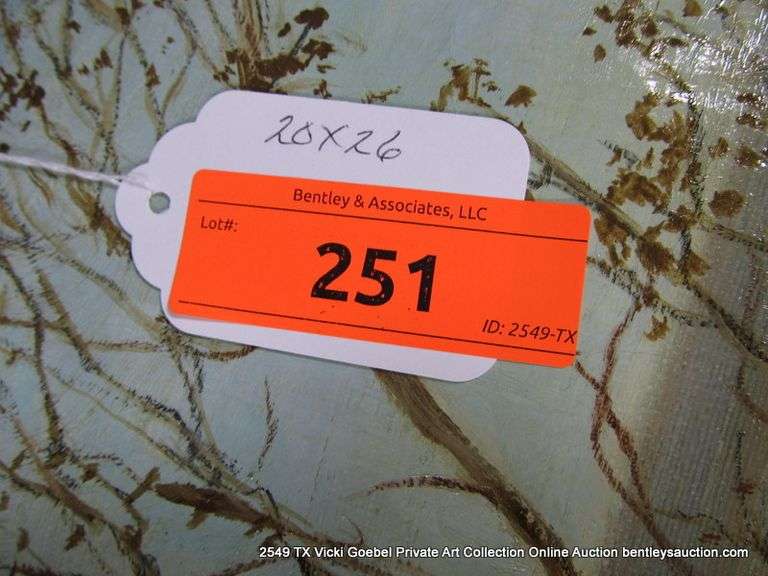 20X26
Bentley & Associates, LLC
Lot#:
251
ID: 2549-TX
2549 TX Vicki Goebel Private Art Collection Online Auction bentleysauction.com